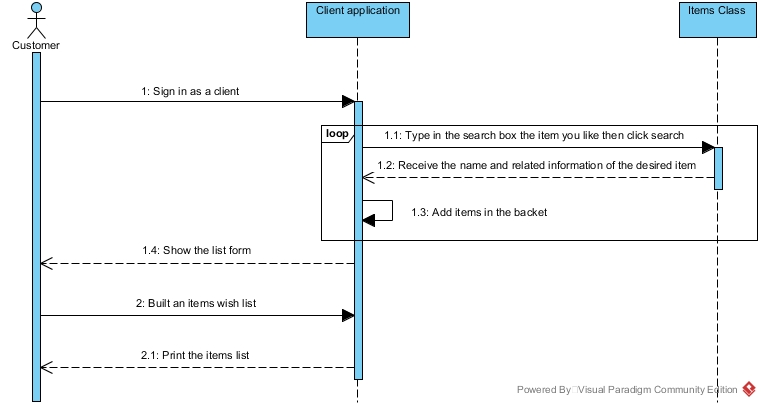 Client application
Items Class
Customer
1: Sign in as a client
loop
1.1: Type in the search box the item you like then click search
1.2: Receive the name and related information of the desired item
1.3: Add items in the backet
1.4: Show the list form
2: Built an items wish list
2.1: Print the items list
Powered By Visual Paradigm Community Edition